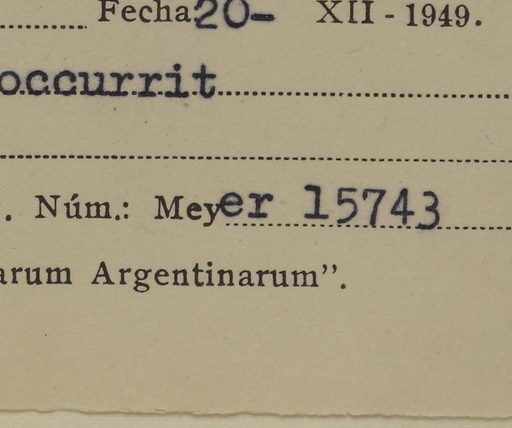 Fecha: 20- XII - 1949.
occurrit
. Núm.: Meyer 15743
arum Argentinarum”.